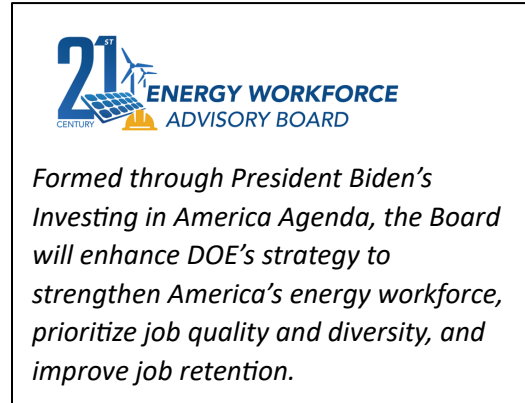 21ST
CENTURY
ENERGY WORKFORCE
ADVISORY BOARD
Formed through President Biden's
Investing in America Agenda, the Board
will enhance DOE's strategy to
strengthen America's energy workforce,
prioritize job quality and diversity, and
improve job retention.